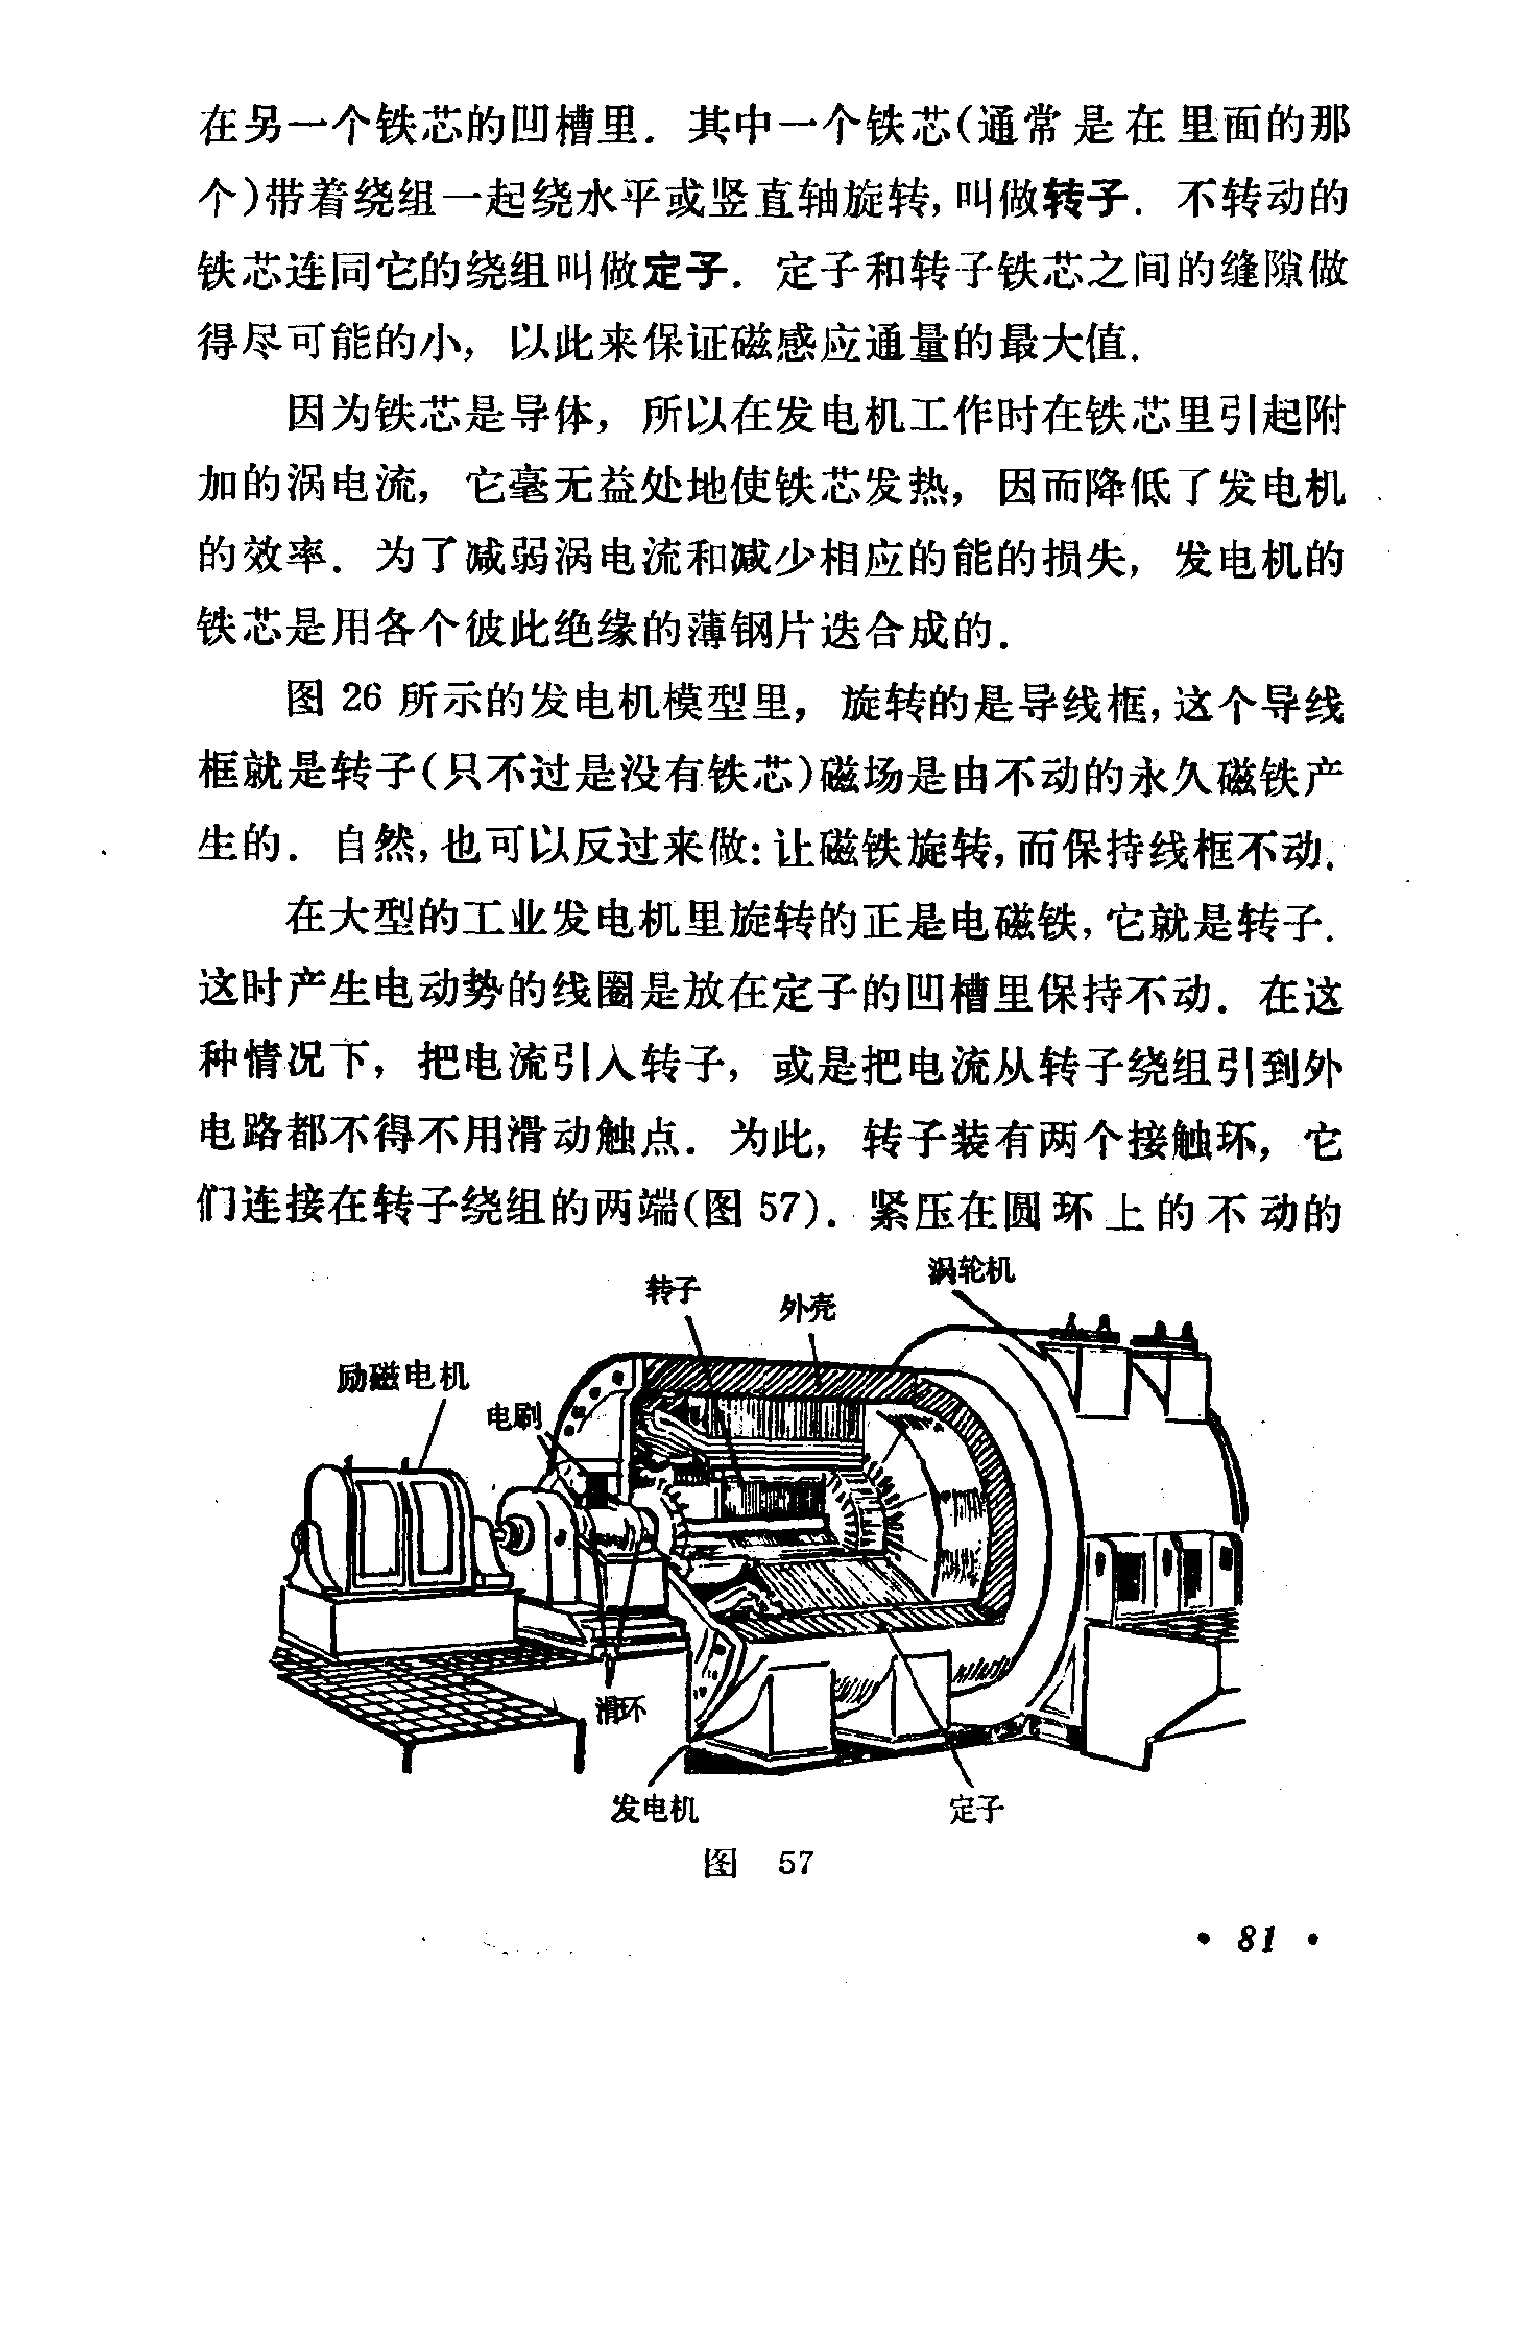 在另一个铁芯的凹槽里．其中一个铁芯(通常是在里面的那
个)带着绕组一起绕水平或竖直轴旋转,叫做转子．不转动的
铁芯连同它的绕组叫做定子．定子和转子铁芯之间的缝隙做
得尽可能的小，以此来保证磁感应通量的最大值．
因为铁芯是导体，所以在发电机工作时在铁芯里引起附
加的涡电流，它毫无益处地使铁芯发热，因而降低了发电机
的效率．为了减弱涡电流和减少相应的能的损失，发电机的
铁芯是用各个彼此绝缘的薄钢片迭合成的．
图 26 所示的发电机模型里，旋转的是导线框,这个导线
框就是转子(只不过是没有铁芯)磁场是由不动的永久磁铁产
生的．自然,也可以反过来做:让磁铁旋转,而保持线框不动．
在大型的工业发电机里旋转的正是电磁铁,它就是转子．
这时产生电动势的线圈是放在定子的凹槽里保持不动．在这
种情况下，把电流引入转子，或是把电流从转子绕组引到外
电路都不得不用滑动触点．为此，转子装有两个接触环，它
们连接在转子绕组的两端(图 57)．紧压在圆环上的不动的
涡轮机
转子
外壳
励磁电机
电刷
滑环
发电机
定子
图 57
• 81 •